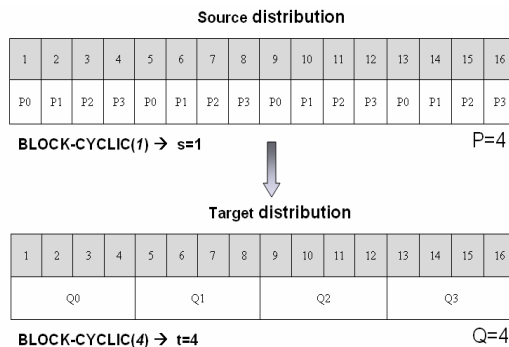 Source distribution
1 2 3 4 5 6 7 8 9 10 11 12 13 14 15 16
P0 P1 P2 P3 P0 P1 P2 P3 P0 P1 P2 P3 P0 P1 P2 P3
BLOCK-CYCLIC(1) → s=1 P=4
Target distribution
1 2 3 4 5 6 7 8 9 10 11 12 13 14 15 16
Q0 Q1 Q2 Q3
BLOCK-CYCLIC(4) → t=4 Q=4